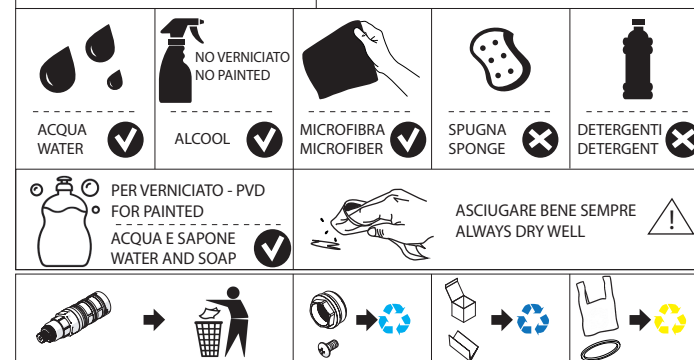 NO VERNICIATO
NO PAINTED
ACQUA
WATER
ALCOOL
MICROFIBRA
MICROFIBER
SPUGNA
SPONGE
DETERGENTI
DETERGENT
PER VERNICIATO - PVD
FOR PAINTED
ACQUA E SAPONE
WATER AND SOAP
ASCIUGARE BENE SEMPRE
ALWAYS DRY WELL
!